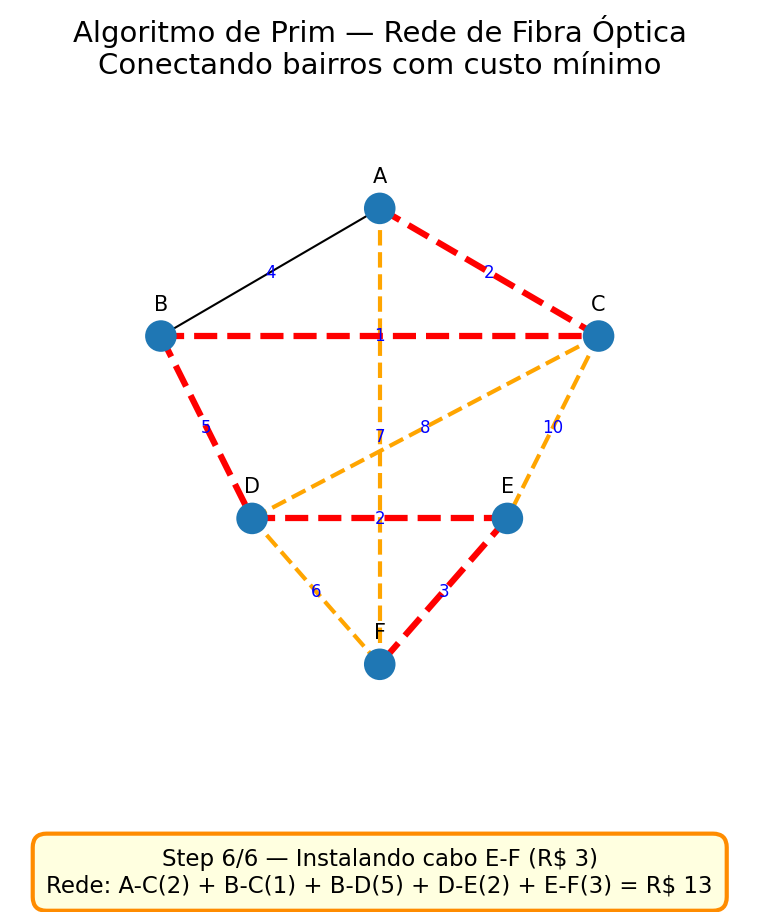 Algoritmo de Prim — Rede de Fibra Óptica
Conectando bairros com custo mínimo
A
4
2
B
C
1
5
7
8
10
D
E
2
6
3
F
Step 6/6 — Instalando cabo E-F (R$ 3)
Rede: A-C(2) + B-C(1) + B-D(5) + D-E(2) + E-F(3) = R$ 13